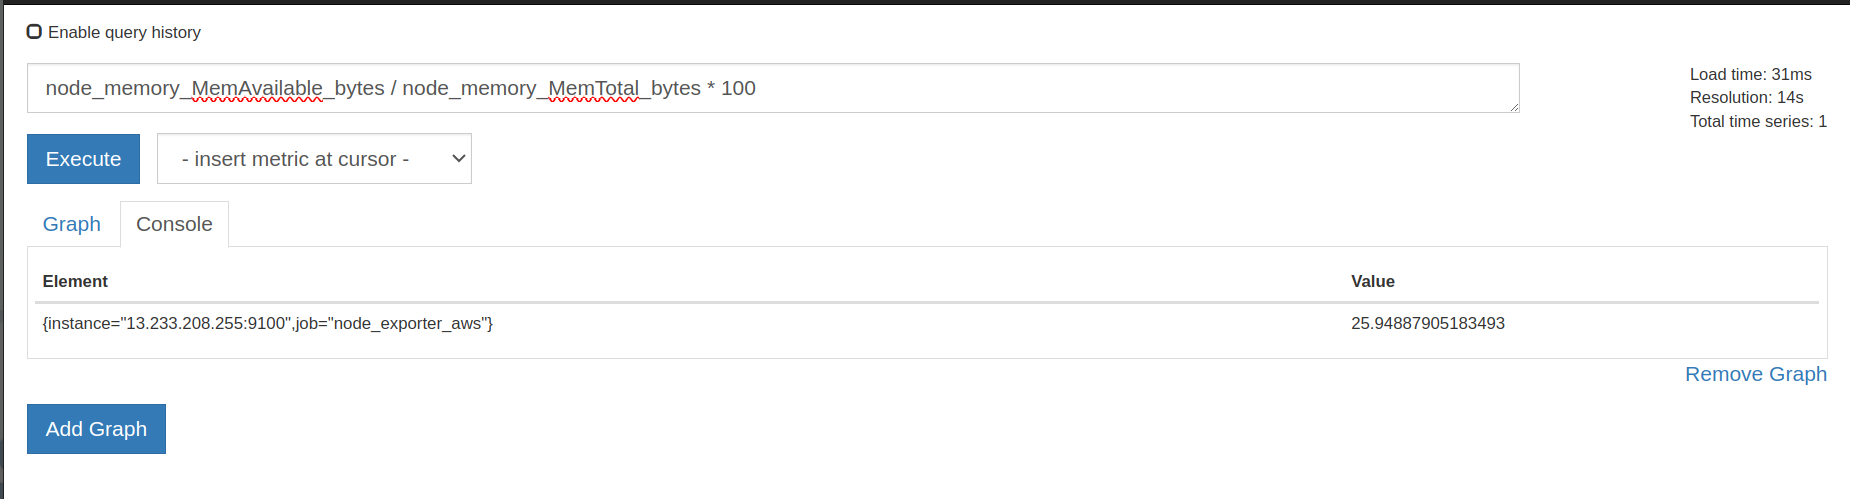 Enable query history
node_memory_MemAvailable_bytes / node_memory_MemTotal_bytes * 100
Load time: 31ms
Resolution: 14s
Total time series: 1
Execute
- insert metric at cursor -
Graph
Console
Element Value
{instance="13.233.208.255:9100",job="node_exporter_aws"} 25.94887905183493
Remove Graph
Add Graph